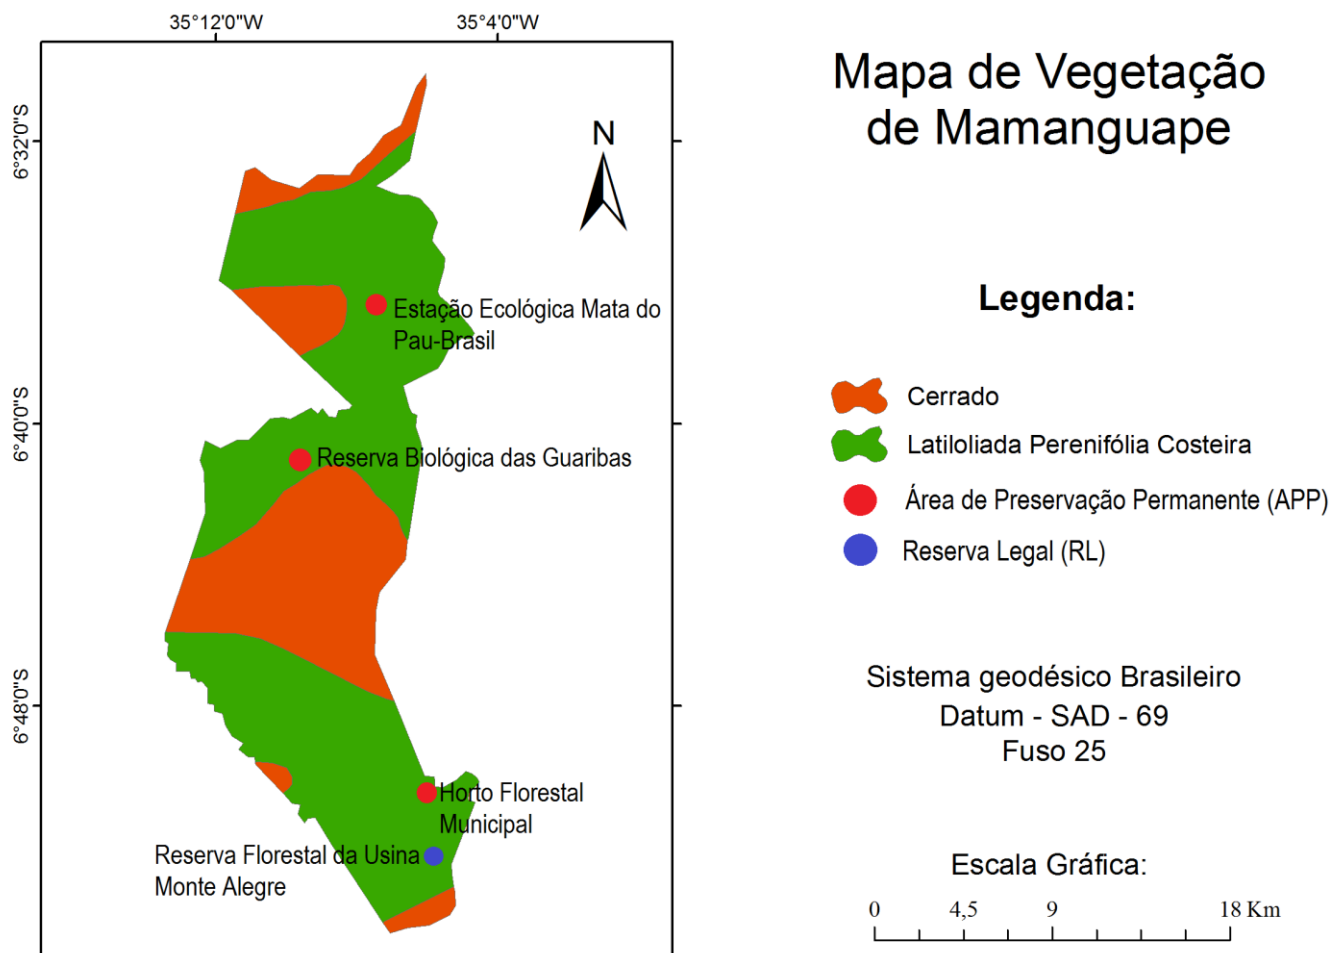 35°12'0"W
35°4'0"W
6°32'0"S
6°40'0"S
6°48'0"S
N
Estação Ecológica Mata do
Pau-Brasil
Reserva Biológica das Guaribas
Horto Florestal
Municipal
Reserva Florestal da Usina
Monte Alegre
Mapa de Vegetação
de Mamanguape
Legenda:
Cerrado
Latiloliada Perenifólia Costeira
Área de Preservação Permanente (APP)
Reserva Legal (RL)
Sistema geodésico Brasileiro
Datum - SAD - 69
Fuso 25
Escala Gráfica:
0 4,5 9 18 Km